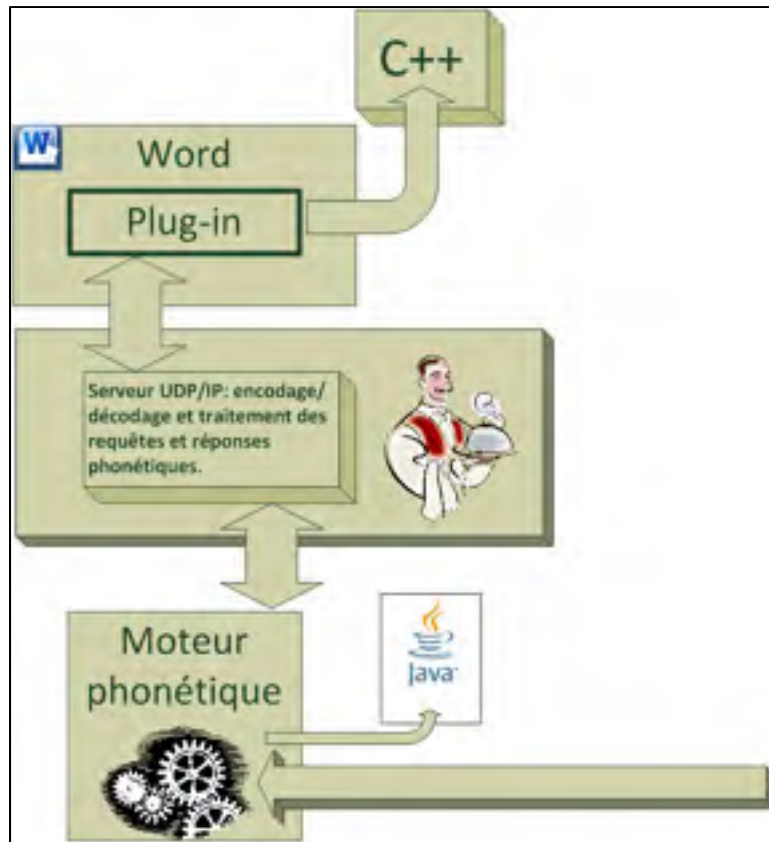 C++
W
Word
Plug-in
Serveur UDP/IP: encodage/
décodage et traitement des
requêtes et réponses
phonétiques.
Moteur
phonétique
Java